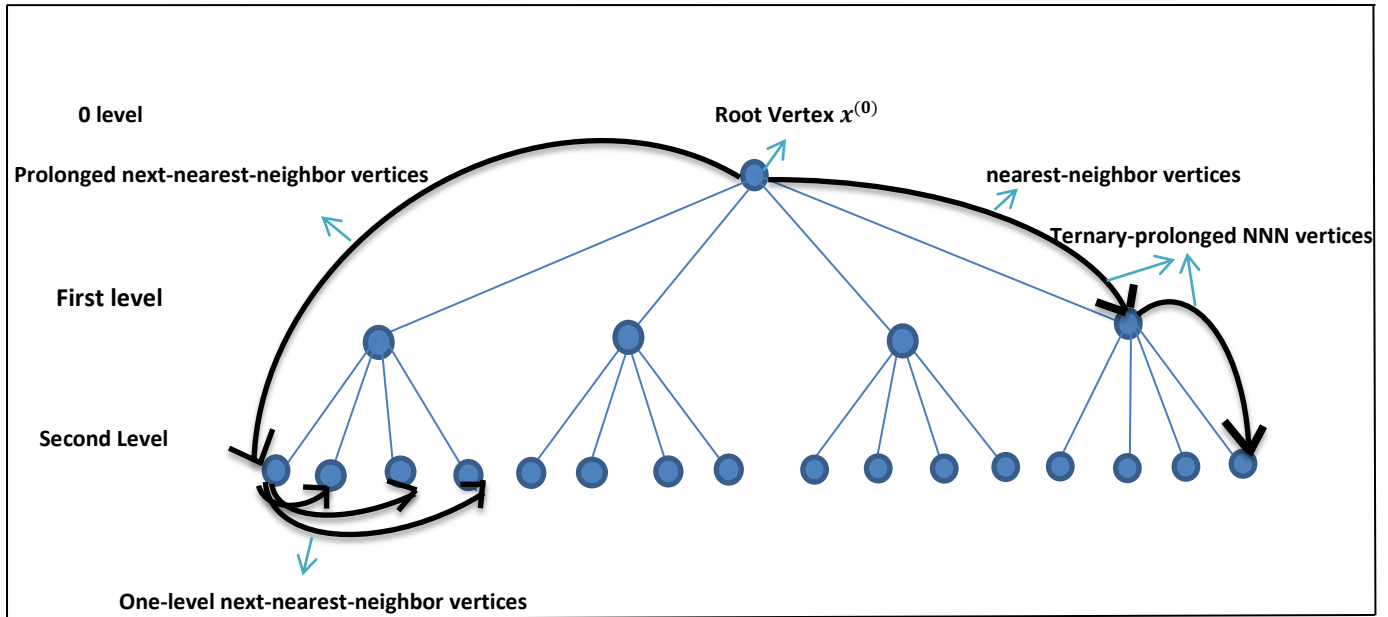 0 level
Root Vertex x^(0)
Prolonged next-nearest-neighbor vertices
nearest-neighbor vertices
Ternary-prolonged NNN vertices
First level
Second Level
One-level next-nearest-neighbor vertices